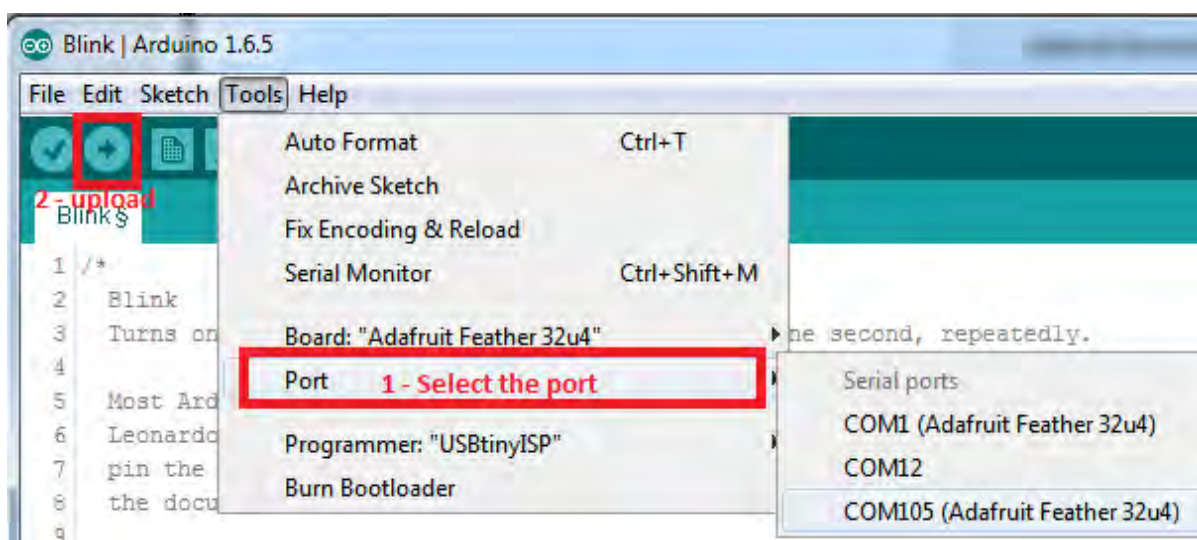 Blink | Arduino 1.6.5
File Edit Sketch Tools Help
2 - upload
Blink§
Auto Format Ctrl+T
Archive Sketch
Fix Encoding & Reload
Serial Monitor Ctrl+Shift+M
Board: "Adafruit Feather 32u4"
Port 1 - Select the port
Programmer: "USBtinyISP"
Burn Bootloader
Serial ports
COM1 (Adafruit Feather 32u4)
COM12
COM105 (Adafruit Feather 32u4)
1 /*
2 Blink
3 Turns on ne second, repeatedly.
4
5 Most Ard
6 Leonardo
7 pin the
8 the docu
9